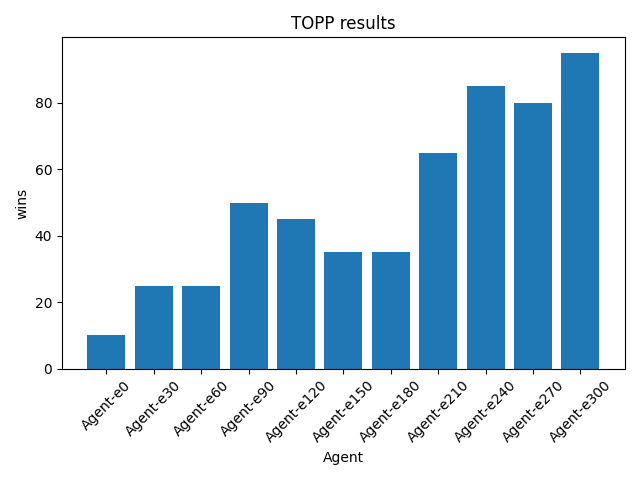 TOPP results
wins
80
60
40
20
0
Agent-e0
Agent-e30
Agent-e60
Agent-e90
Agent-e120
Agent-e150
Agent-e180
Agent-e210
Agent-e240
Agent-e270
Agent-e300
Agent